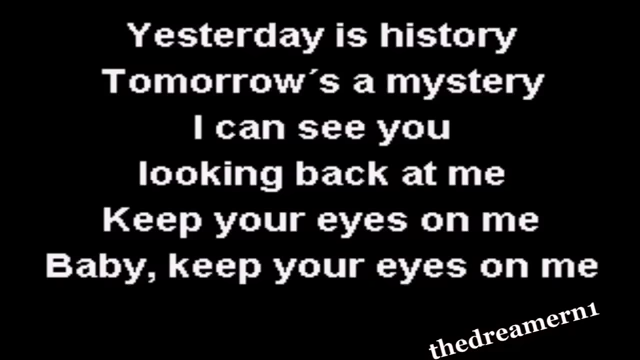 Yesterday is history
Tomorrow´s a mystery
I can see you
looking back at me
Keep your eyes on me
Baby, keep your eyes on me
thedreamern1